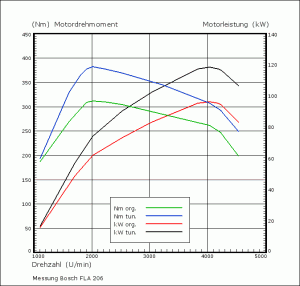 (Nm) Motordrehmoment Motorleistung (kW)
450 140
400 120
350 100
300 80
250 60
200 40
150 20
100 0
50
00
1000 2000 3000 4000 5000
Nm org.
Nm tun.
kW org.
kW tun.
Drehzahl (U/min)
Messung Bosch FLA 206